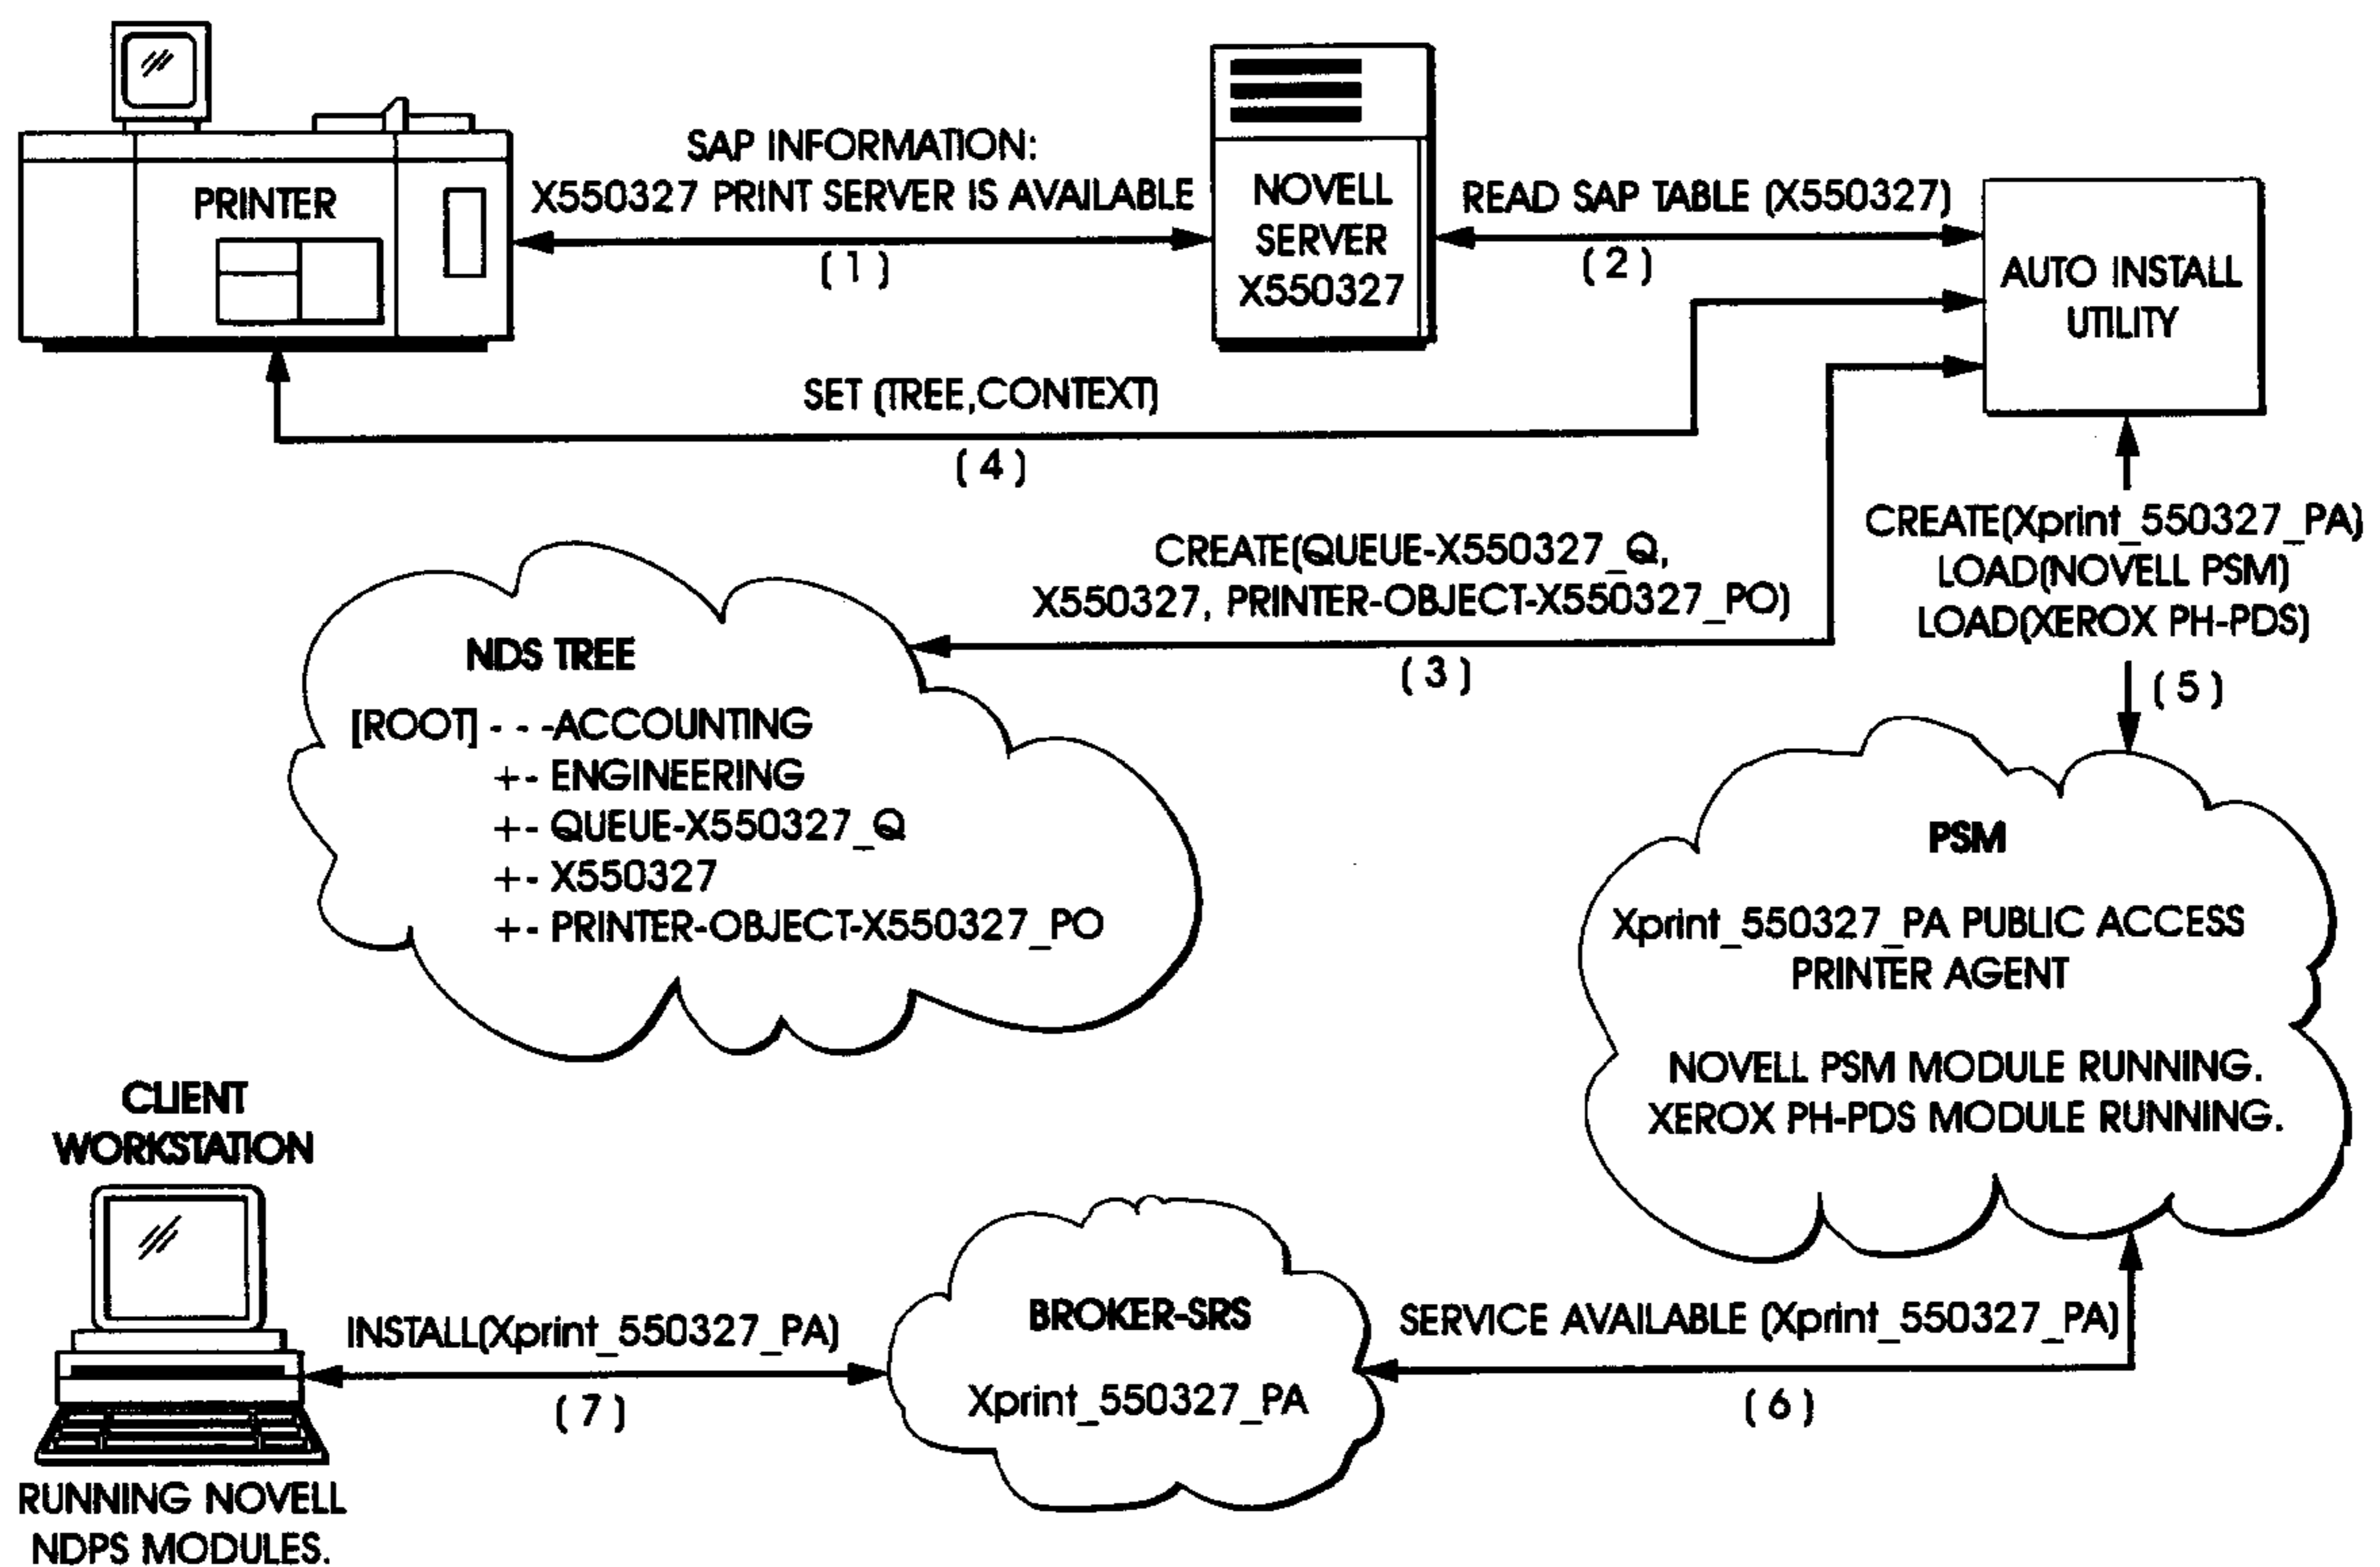 PRINTER
SAP INFORMATION:
X550327 PRINT SERVER IS AVAILABLE
(1)
NOVELL
SERVER
X550327
READ SAP TABLE (X550327)
(2)
AUTO INSTALL
UTILITY
SET (TREE,CONTEXT)
(4)
CREATE(QUEUE-X550327_Q,
X550327, PRINTER-OBJECT-X550327_PO)
(3)
CREATE(Xprint_550327_PA)
LOAD(NOVELL PSM)
LOAD(XEROX PH-PDS)
(5)
NDS TREE
[ROOT] - - -ACCOUNTING
+- ENGINEERING
+- QUEUE-X550327_Q
+- X550327
+- PRINTER-OBJECT-X550327_PO
PSM
Xprint_550327_PA PUBLIC ACCESS
PRINTER AGENT
NOVELL PSM MODULE RUNNING.
XEROX PH-PDS MODULE RUNNING.
CLIENT
WORKSTATION
INSTALL(Xprint_550327_PA)
(7)
BROKER-SRS
Xprint_550327_PA
SERVICE AVAILABLE (Xprint_550327_PA)
(6)
RUNNING NOVELL
NDPS MODULES.